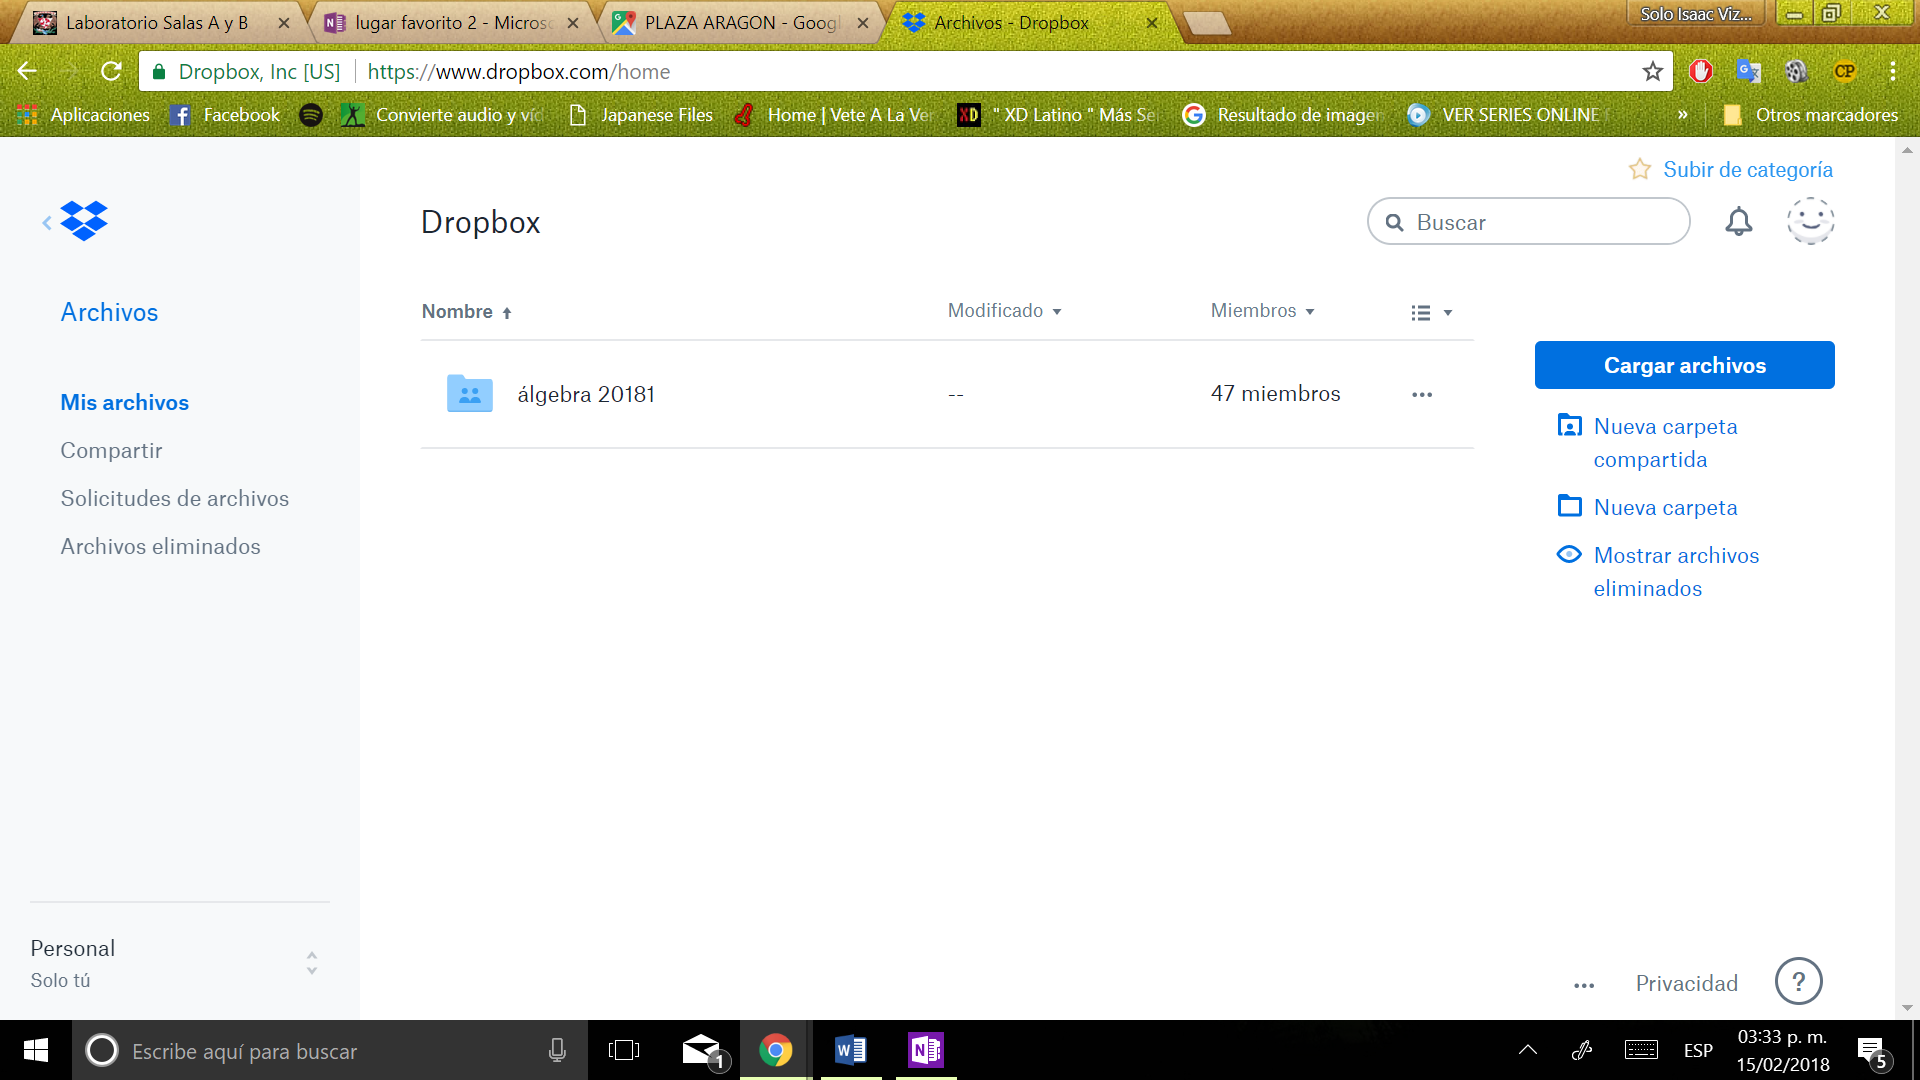 Laboratorio Salas A y B
lugar favorito 2 - Micros
PLAZA ARAGON - Goog
Archivos - Dropbox
Solo Isaac Viz...
Dropbox, Inc [US]
https://www.dropbox.com/home
Aplicaciones
Facebook
Convierte audio y víd
Japanese Files
Home | Vete A La Ver
" XD Latino " Más Se
Resultado de imagen
VER SERIES ONLINE
»
Otros marcadores
Subir de categoría
Dropbox
Buscar
Archivos
Nombre
Modificado
Miembros
Cargar archivos
álgebra 20181
--
47 miembros
Mis archivos
Compartir
Solicitudes de archivos
Archivos eliminados
Nueva carpeta
compartida
Nueva carpeta
Mostrar archivos
eliminados
Personal
Solo tú
Privacidad
?
Escribe aquí para buscar
1
ESP
03:33 p. m.
15/02/2018
5